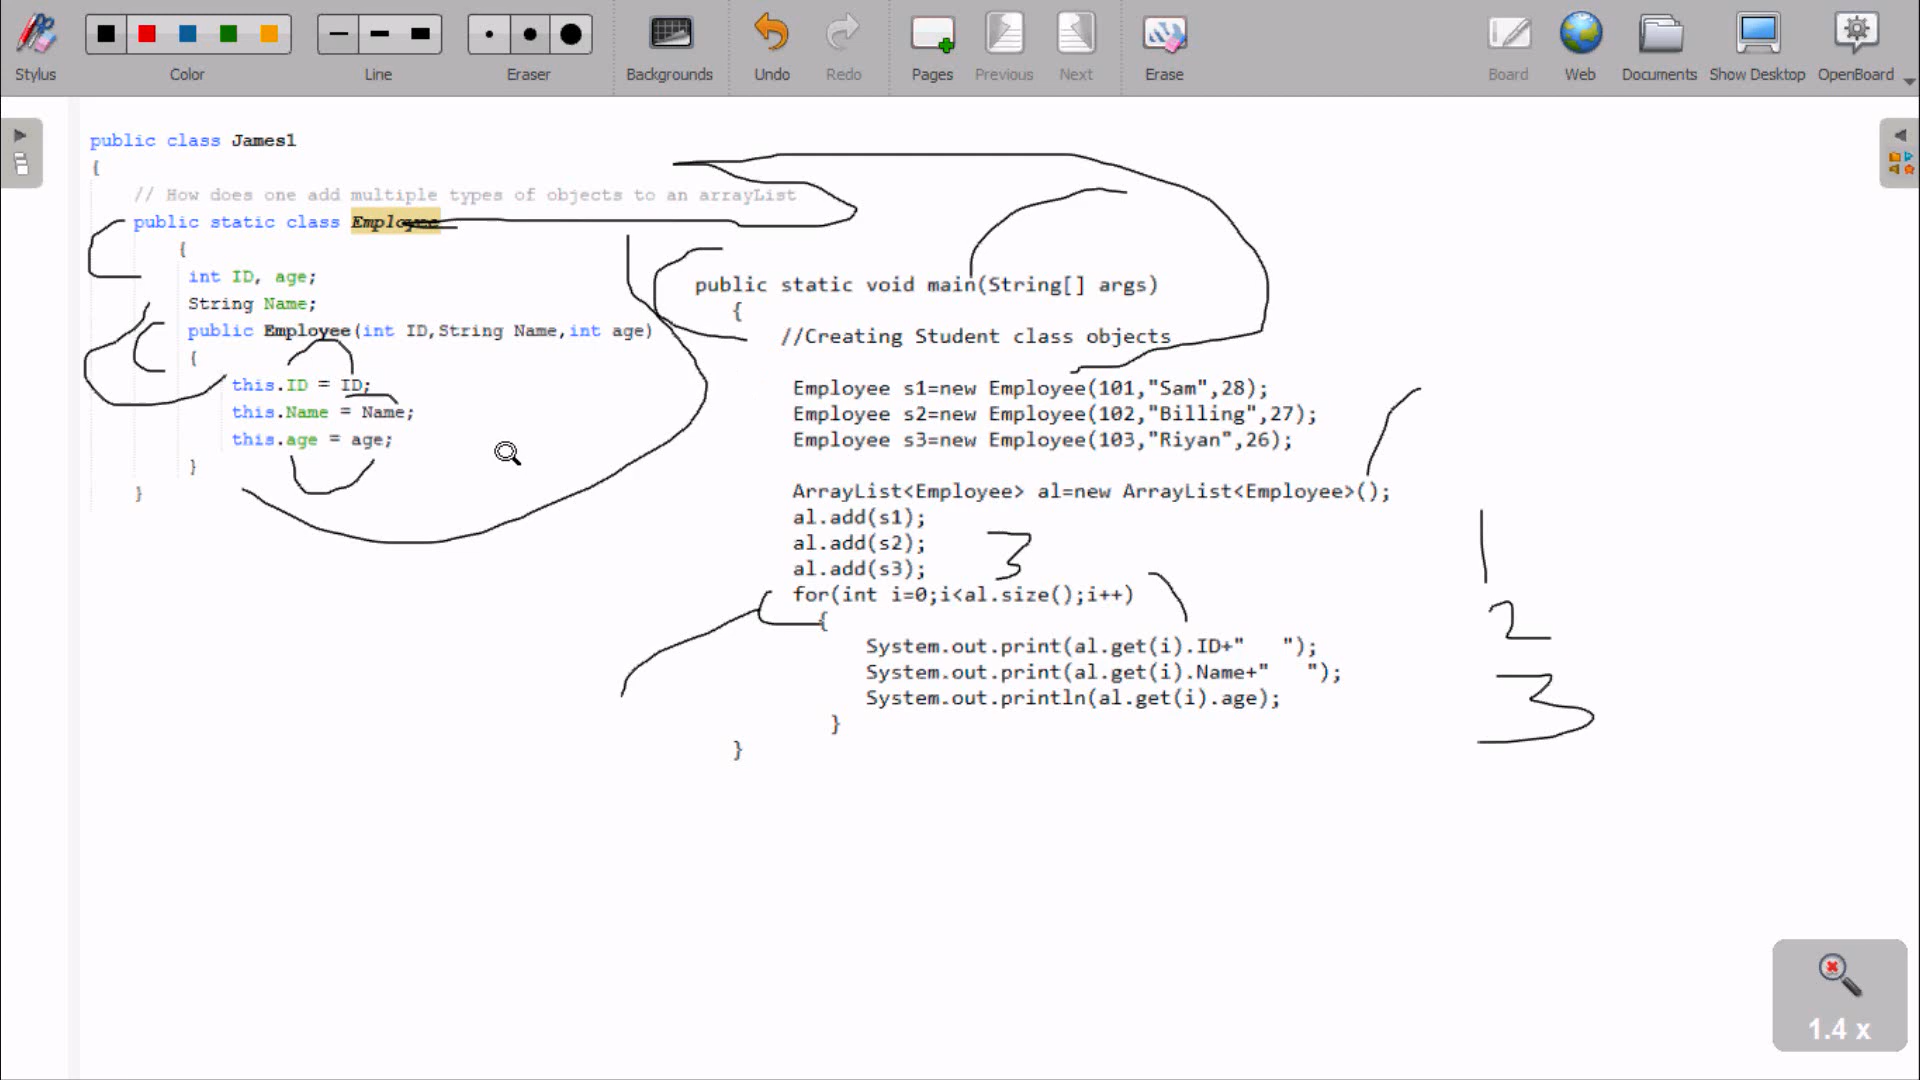 Stylus
Color
Line
Eraser
Backgrounds
Undo
Redo
Pages
Previous
Next
Erase
Board
Web
Documents
Show Desktop
OpenBoard
public class James1
{
// How does one add multiple types of objects to an arrayList
public static class Employee
{
int ID, age;
String Name;
public Employee(int ID,String Name,int age)
{
this.ID = ID;
this.Name = Name;
this.age = age;
}
}
public static void main(String[] args)
{
//Creating Student class objects
Employee s1=new Employee(101,"Sam",28);
Employee s2=new Employee(102,"Billing",27);
Employee s3=new Employee(103,"Riyan",26);
ArrayList<Employee> al=new ArrayList<Employee>();
al.add(s1);
al.add(s2);
al.add(s3);
3
for(int i=0;i<al.size();i++)
{
System.out.print(al.get(i).ID+"   ");
System.out.print(al.get(i).Name+"   ");
System.out.println(al.get(i).age);
}
}
1
2
3
1.4 x